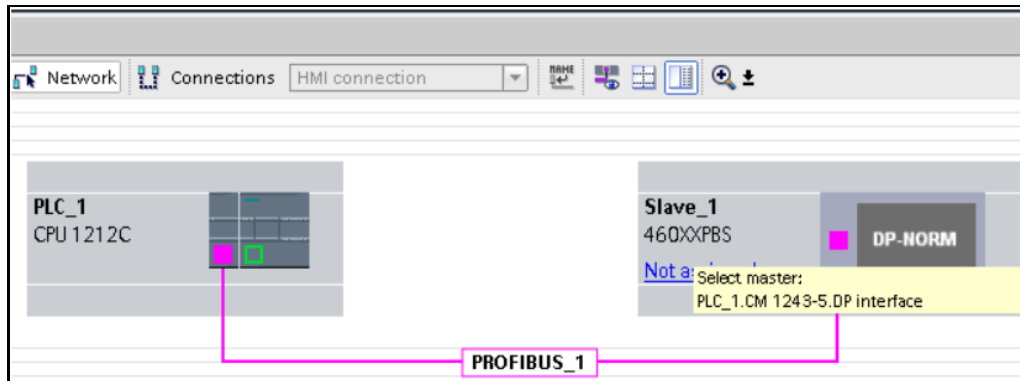 Network Connections HMI connection
PLC_1
CPU 1212C
Slave_1
460XXPBS
DP-NORM
Not a
Select master:
PLC_1.CM 1243-5.DP interface
PROFIBUS_1